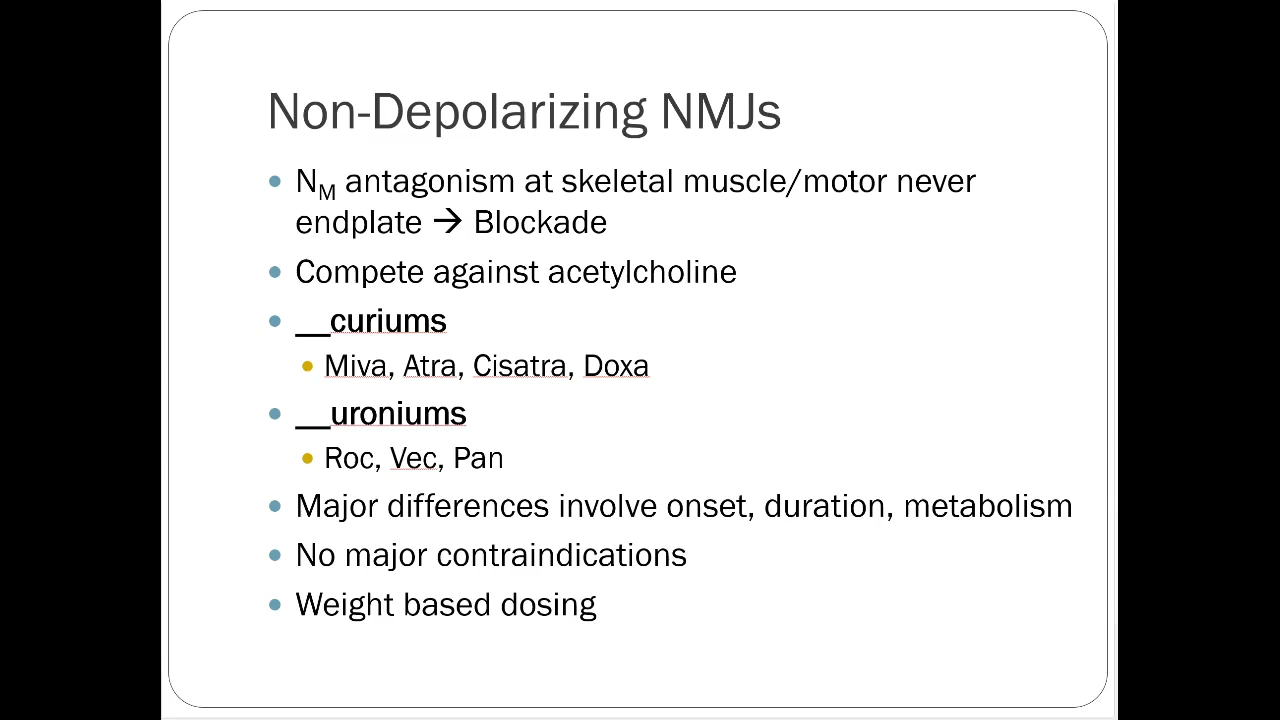 Non-Depolarizing NMJs
• NM antagonism at skeletal muscle/motor never
endplate → Blockade
• Compete against acetylcholine
• __curiums
• Miva, Atra, Cisatra, Doxa
• __uroniums
• Roc, Vec, Pan
• Major differences involve onset, duration, metabolism
• No major contraindications
• Weight based dosing